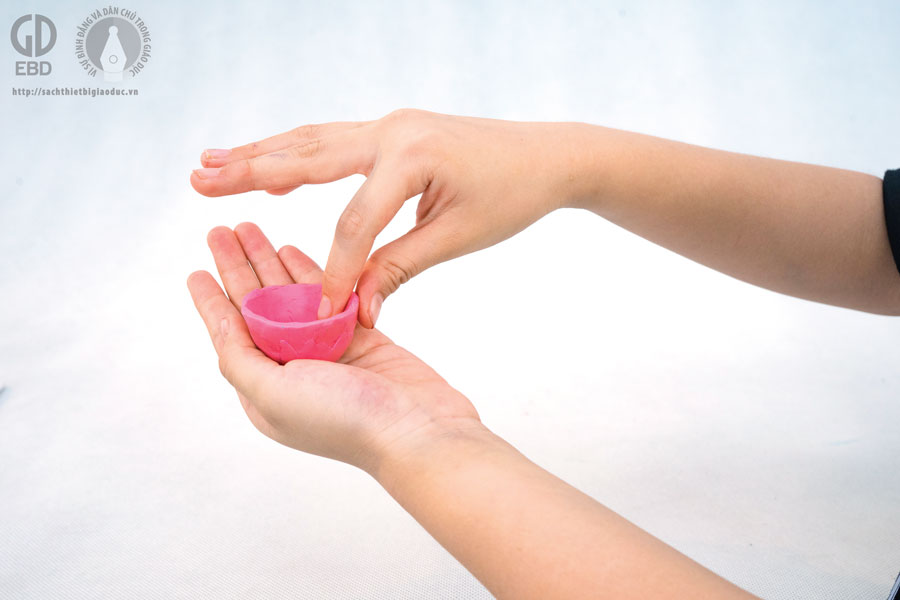 GD
EBD
VÌ SỰ BÌNH ĐẲNG VÀ DÂN CHỦ TRONG GIÁO DỤC
http://sachthietbigiaoduc.vn